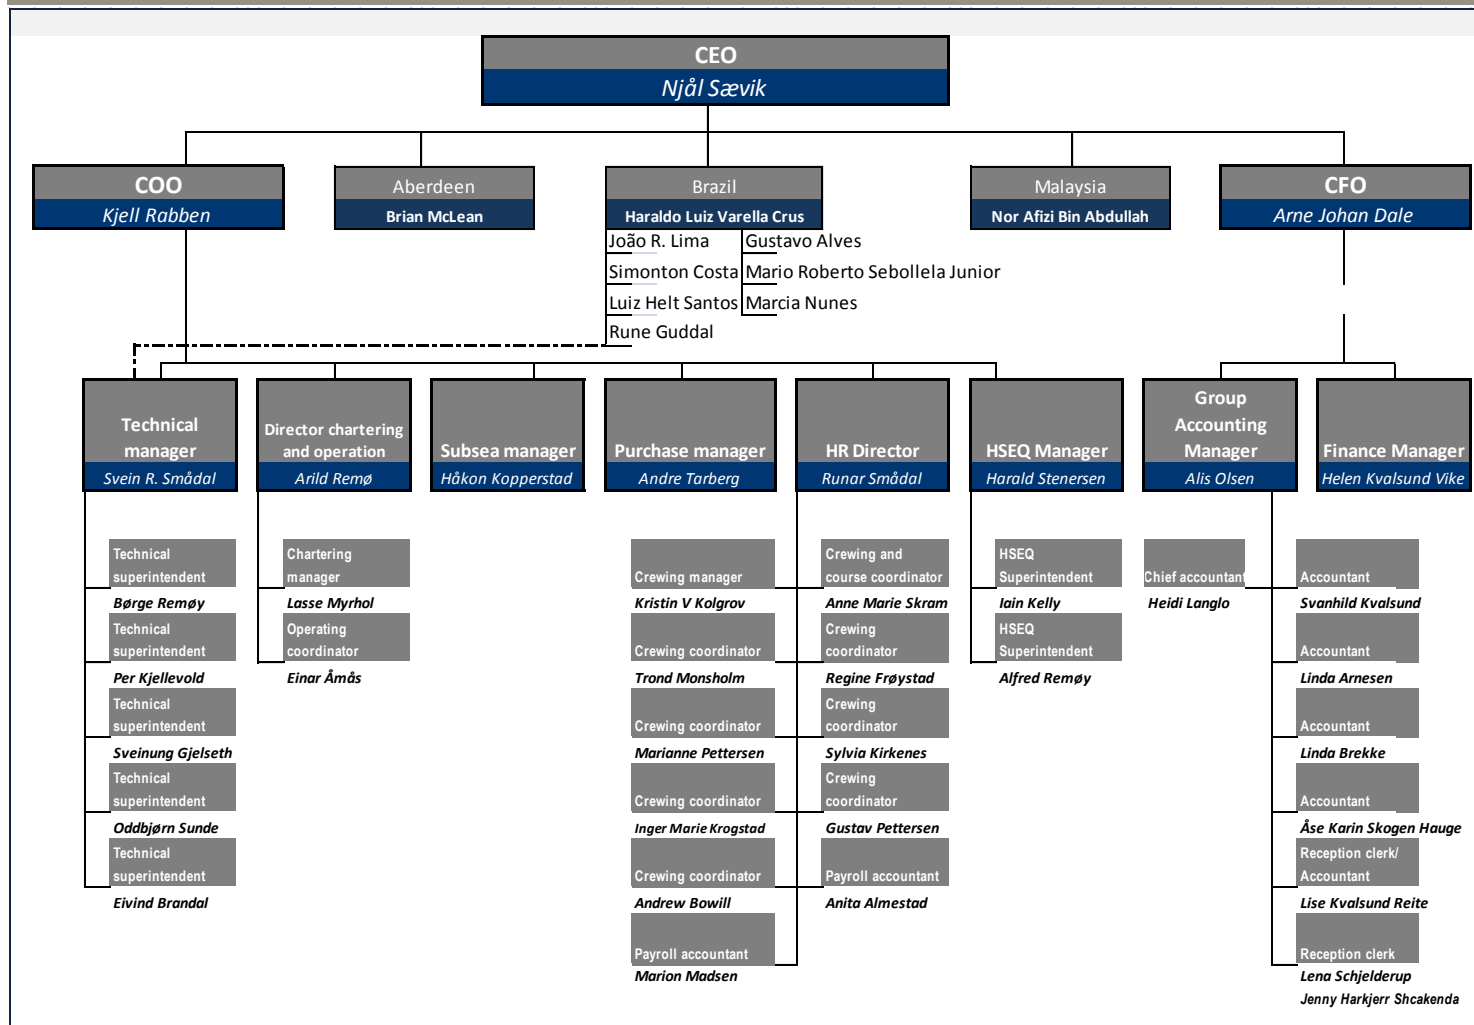 CEO
Njål Sævik
COO
Kjell Rabben
Aberdeen
Brian McLean
Brazil
Haraldo Luiz Varella Crus
Malaysia
Nor Afizi Bin Abdullah
CFO
Arne Johan Dale
João R. Lima
Gustavo Alves
Simonton Costa
Mario Roberto Sebollela Junior
Luiz Helt Santos
Marcia Nunes
Rune Guddal
Technical
manager
Svein R. Smådal
Director chartering
and operation
Arild Remø
Subsea manager
Håkon Kopperstad
Purchase manager
Andre Tarberg
HR Director
Runar Smådal
HSEQ Manager
Harald Stenersen
Group
Accounting
Manager
Alis Olsen
Finance Manager
Helen Kvalsund Vike
Technical
superintendent
Børge Remøy
Technical
superintendent
Per Kjellevold
Technical
superintendent
Sveinung Gjelseth
Technical
superintendent
Oddbjørn Sunde
Technical
superintendent
Eivind Brandal
Chartering
manager
Lasse Myrhol
Operating
coordinator
Einar Åmås
Crewing manager
Kristin V Kolgrov
Crewing coordinator
Trond Monsholm
Crewing coordinator
Marianne Pettersen
Crewing coordinator
Inger Marie Krogstad
Crewing coordinator
Andrew Bowill
Payroll accountant
Marion Madsen
Crewing and
course coordinator
Anne Marie Skram
Crewing
coordinator
Regine Frøystad
Crewing
coordinator
Sylvia Kirkenes
Crewing
coordinator
Gustav Pettersen
Payroll accountant
Anita Almestad
HSEQ
Superintendent
Iain Kelly
HSEQ
Superintendent
Alfred Remøy
Chief accountant
Heidi Langlo
Accountant
Svanhild Kvalsund
Accountant
Linda Arnesen
Accountant
Linda Brekke
Accountant
Åse Karin Skogen Hauge
Reception clerk/
Accountant
Lise Kvalsund Reite
Reception clerk
Lena Schjelderup
Jenny Harkjerr Shcakenda